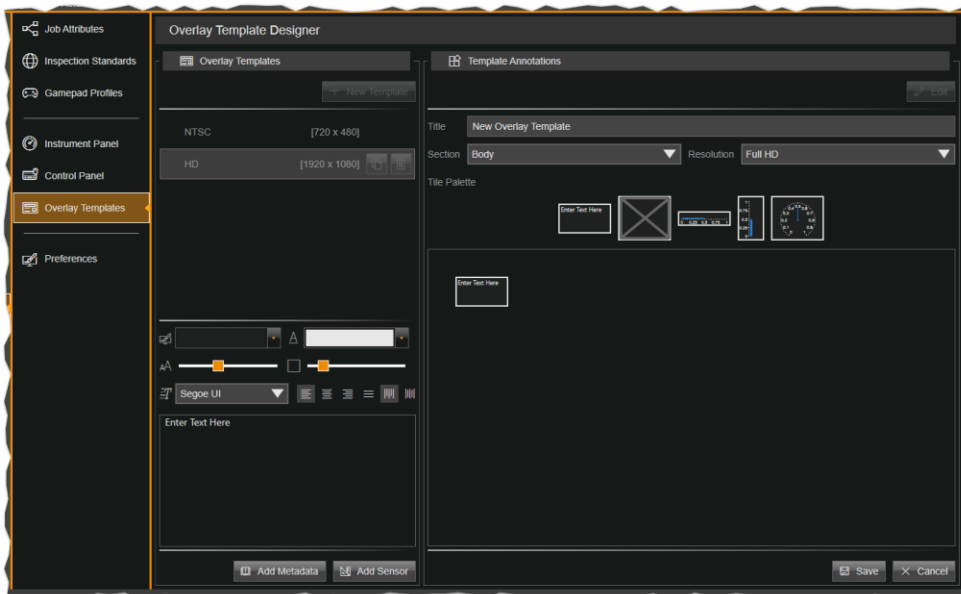 Job Attributes
Inspection Standards
Gamepad Profiles
Instrument Panel
Control Panel
Overlay Templates
Preferences
Overlay Template Designer
Overlay Templates
New Template
NTSC [720 x 480]
HD [1920 x 1080]
Segoe UI
Enter Text Here
Add Metadata Add Sensor
Template Annotations
Edit
Title New Overlay Template
Section Body Resolution Full HD
Tile Palette
Enter Text Here
Enter Text Here
Save Cancel